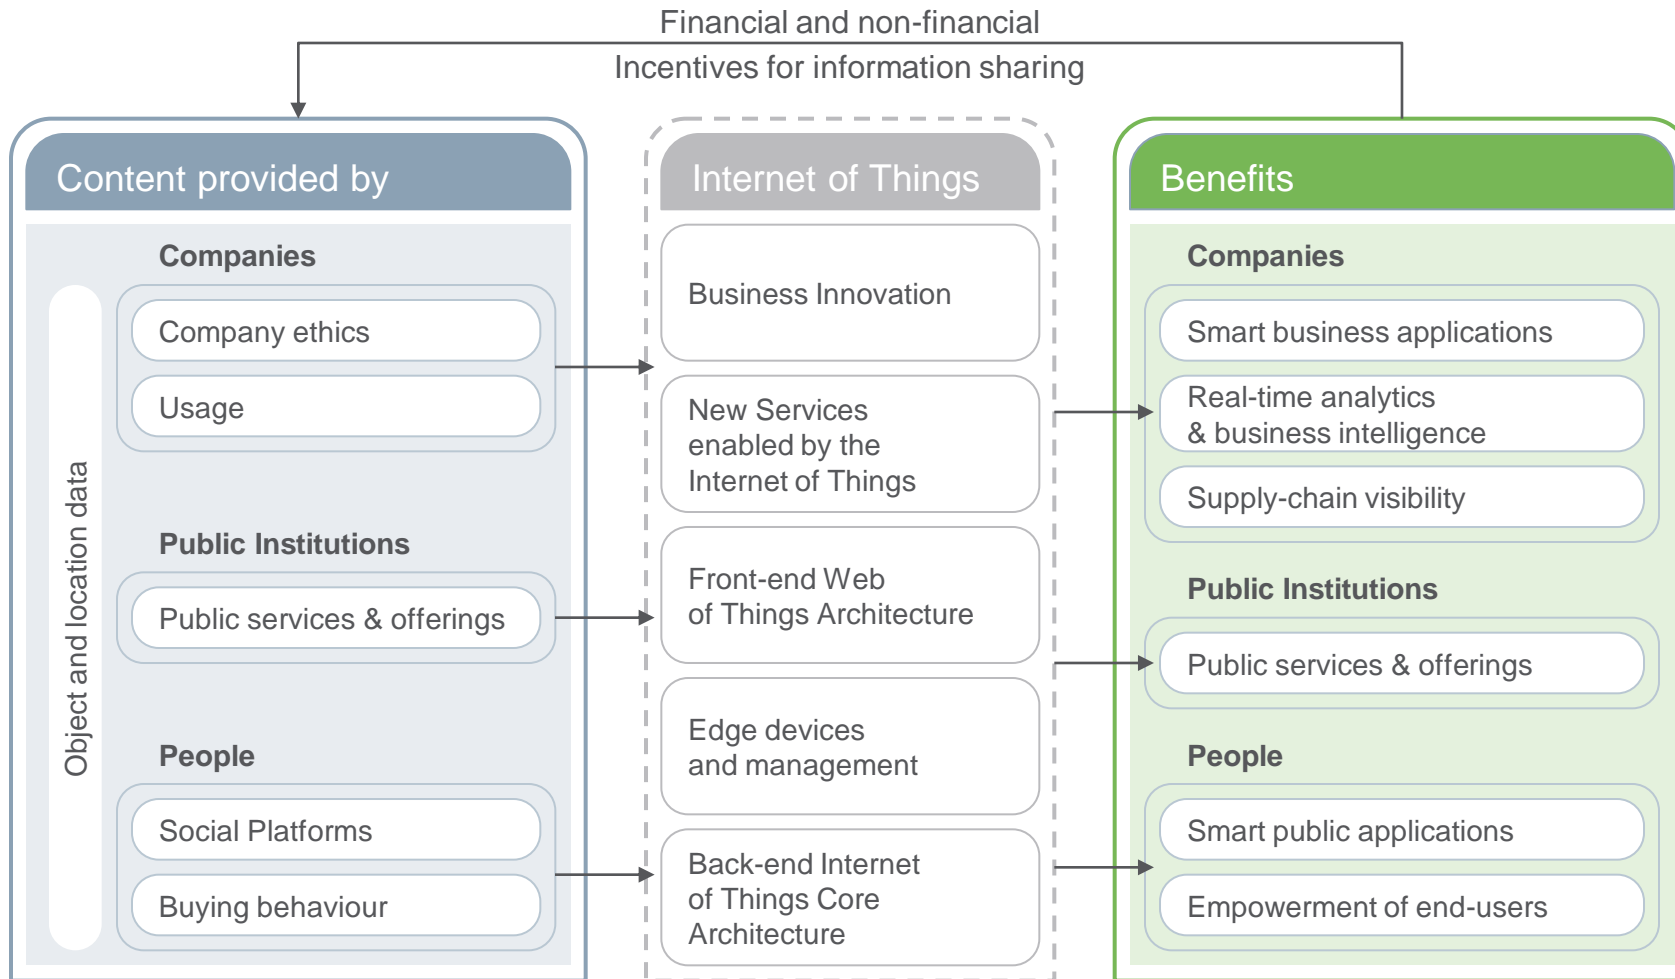 Financial and non-financial
Incentives for information sharing
Content provided by
Object and location data
Companies
Company ethics
Usage
Public Institutions
Public services & offerings
People
Social Platforms
Buying behaviour
Internet of Things
Business Innovation
New Services
enabled by the
Internet of Things
Front-end Web
of Things Architecture
Edge devices
and management
Back-end Internet
of Things Core
Architecture
Benefits
Companies
Smart business applications
Real-time analytics
& business intelligence
Supply-chain visibility
Public Institutions
Public services & offerings
People
Smart public applications
Empowerment of end-users